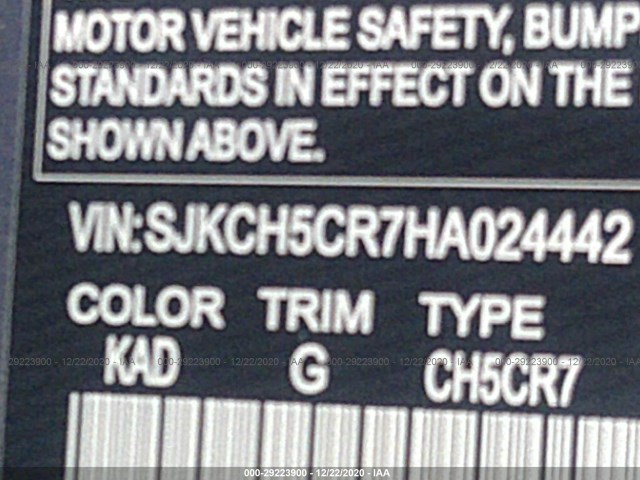 MOTOR VEHICLE SAFETY, BUMP
STANDARDS IN EFFECT ON THE
SHOWN ABOVE.
VIN:SJKCH5CR7HA024442
COLOR TRIM TYPE
KAD G CH5CR7
000-29223900 - 12/22/2020 - IAA